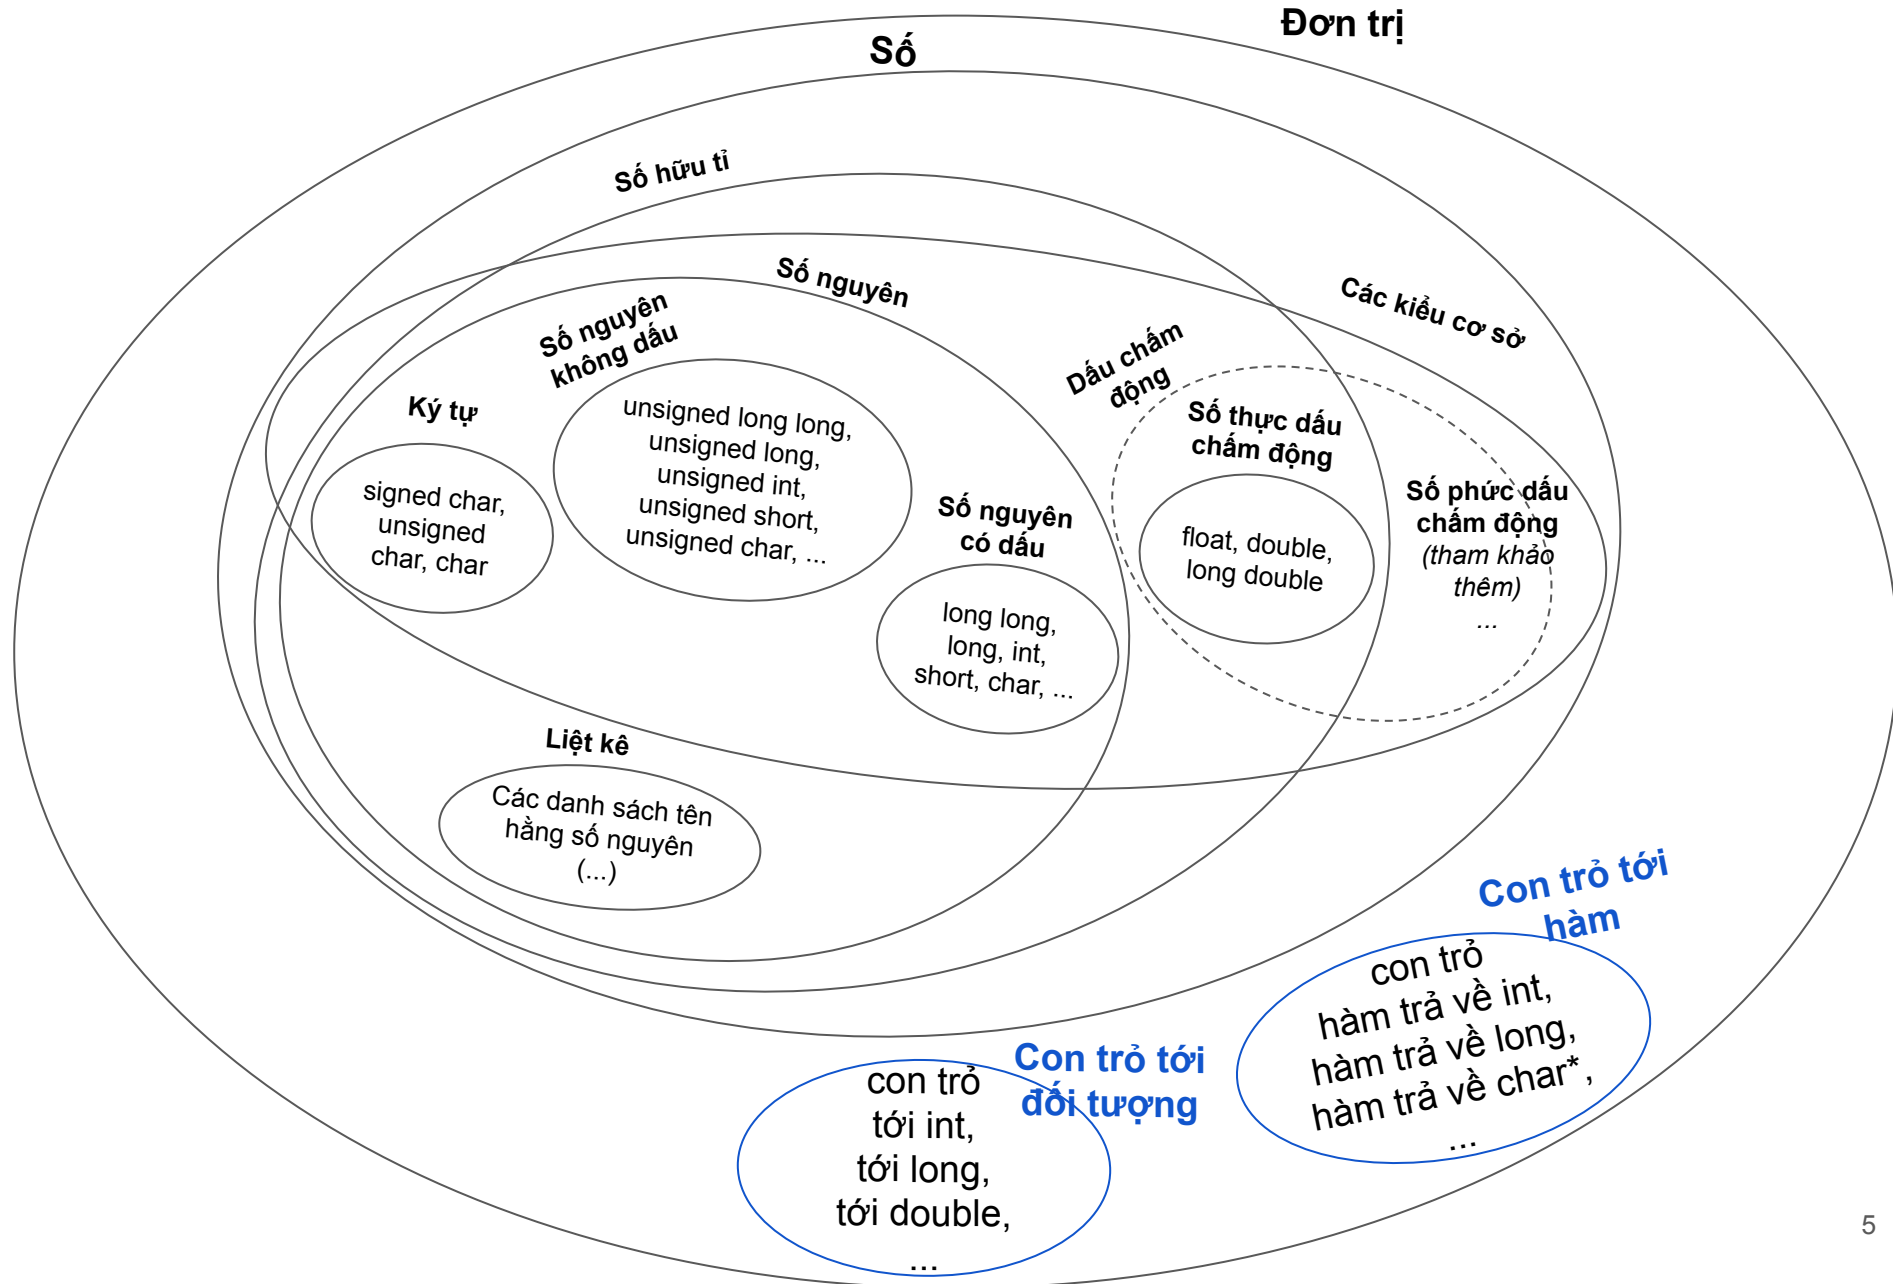 Đơn trị
Số
Số hữu tỉ
Số nguyên
Các kiểu cơ sở
Số nguyên
không dấu
Dấu chấm
động
Ký tự
unsigned long long,
unsigned long,
unsigned int,
unsigned short,
unsigned char, ...
Số thực dấu
chấm động
signed char,
unsigned
char, char
Số nguyên
có dấu
float, double,
long double
Số phức dấu
chấm động
(tham khảo
thêm)
...
long long,
long, int,
short, char, ...
Liệt kê
Các danh sách tên
hằng số nguyên
(...)
Con trỏ tới
hàm
con trỏ
hàm trả về int,
hàm trả về long,
hàm trả về char*,
...
Con trỏ tới
đối tượng
con trỏ
tới int,
tới long,
tới double,
...
5